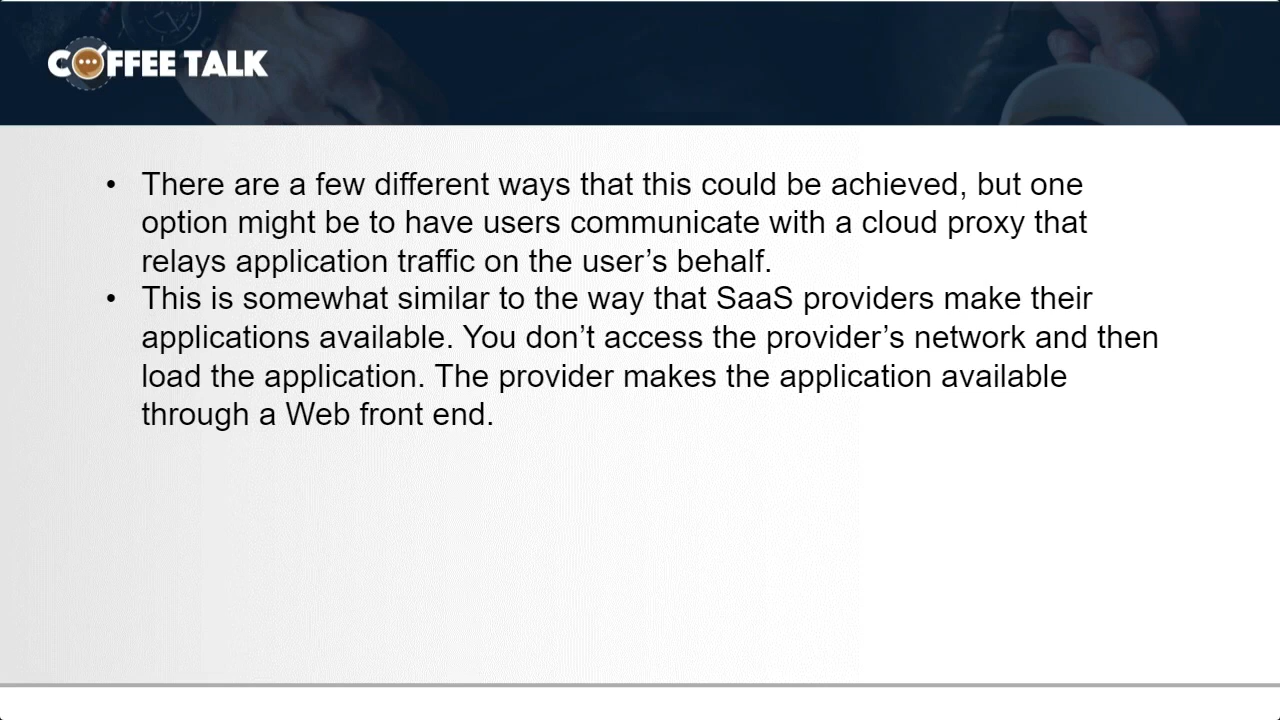 COFFEE TALK
• There are a few different ways that this could be achieved, but one
option might be to have users communicate with a cloud proxy that
relays application traffic on the user’s behalf.
• This is somewhat similar to the way that SaaS providers make their
applications available. You don’t access the provider’s network and then
load the application. The provider makes the application available
through a Web front end.